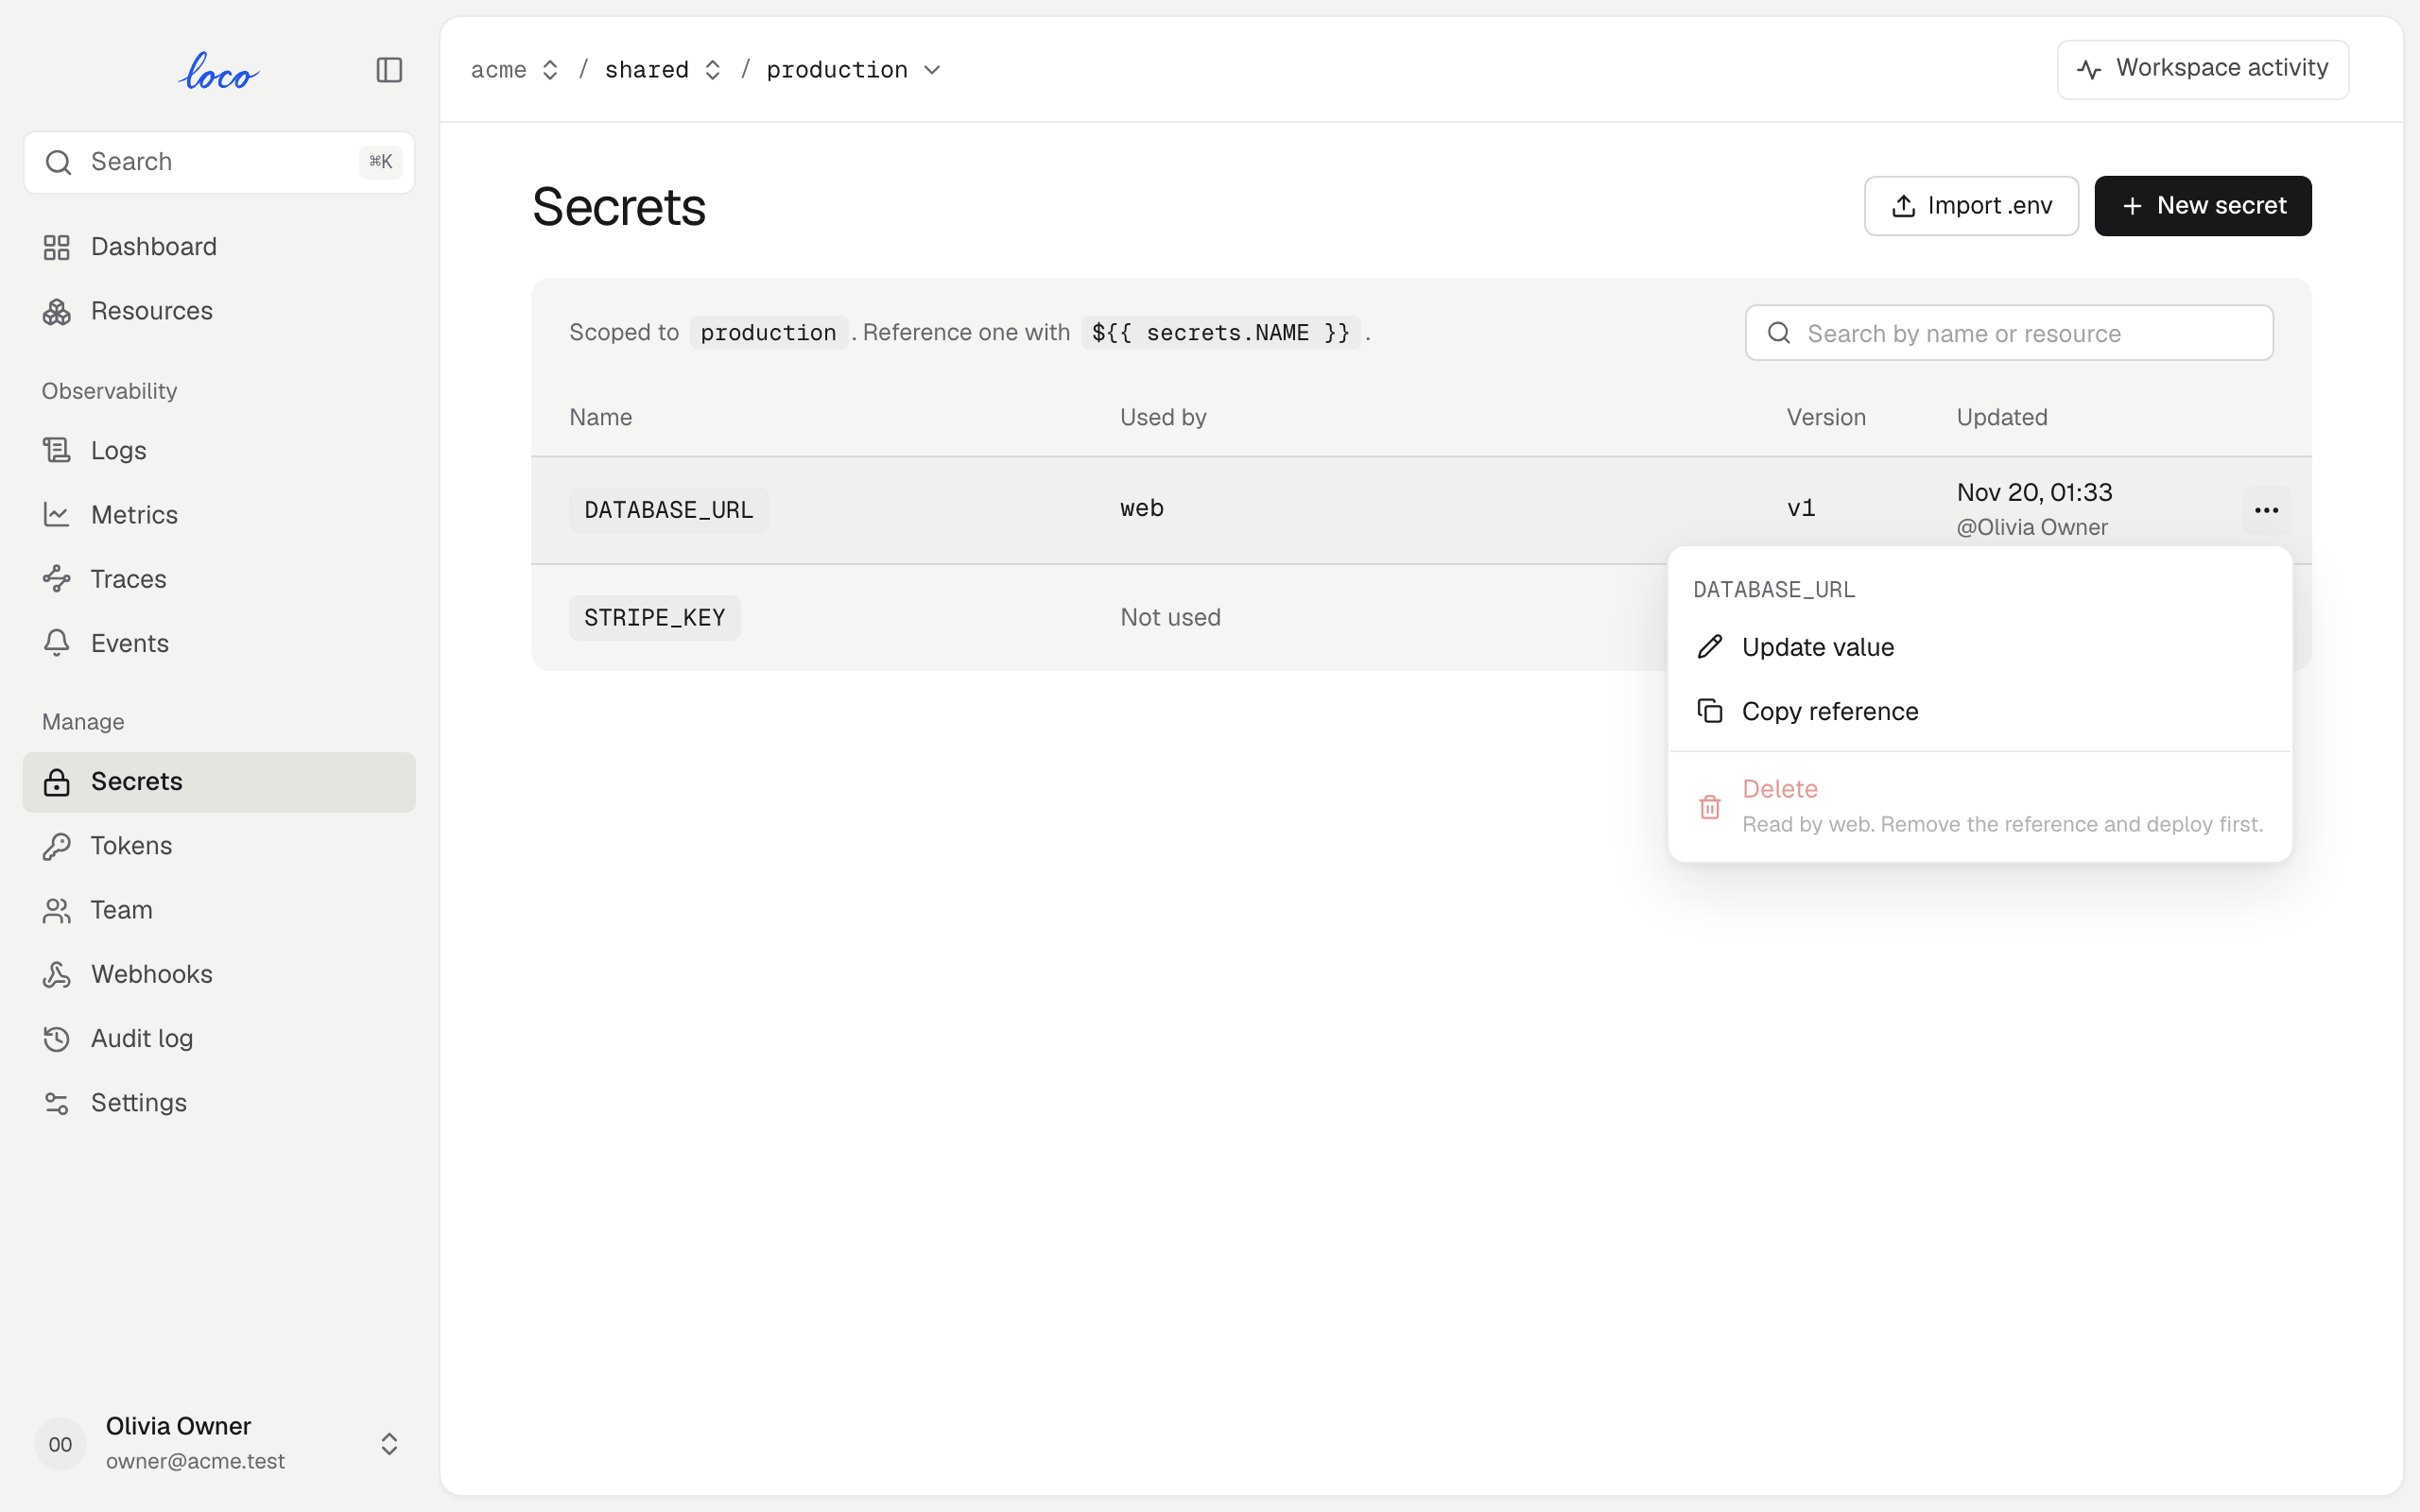 loco
Search ⌘K
Dashboard
Resources
Observability
Logs
Metrics
Traces
Events
Manage
Secrets
Tokens
Team
Webhooks
Audit log
Settings
OO Olivia Owner
owner@acme.test
acme / shared / production
Workspace activity
Secrets
Import .env
New secret
Scoped to production. Reference one with ${{ secrets.NAME }}.
Search by name or resource
Name Used by Version Updated
DATABASE_URL web v1 Nov 20, 01:33
@Olivia Owner
STRIPE_KEY Not used
DATABASE_URL
Update value
Copy reference
Delete
Read by web. Remove the reference and deploy first.